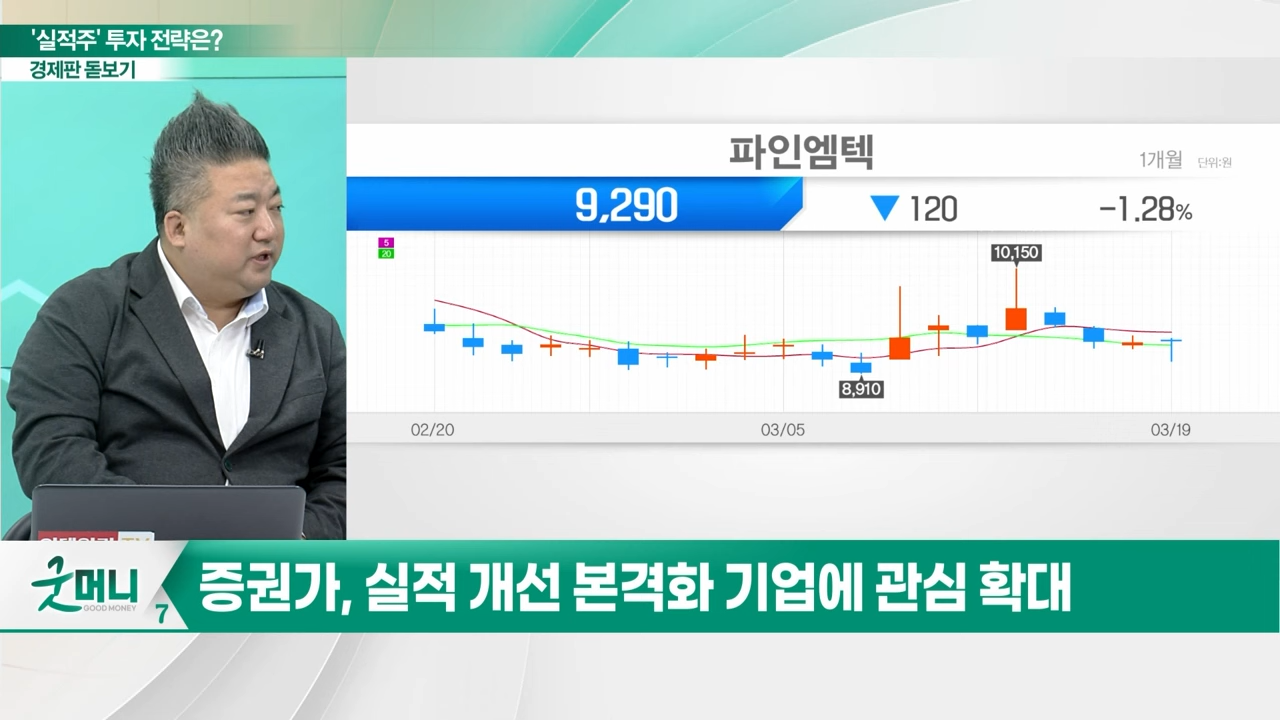 '실적주' 투자 전략은?
경제판 돋보기
파인엠텍
1개월 단위:원
9,290 ▼ 120 -1.28%
5
20
10,150
8,910
02/20 03/05 03/19
굿머니
GOOD MONEY
7
증권가, 실적 개선 본격화 기업에 관심 확대